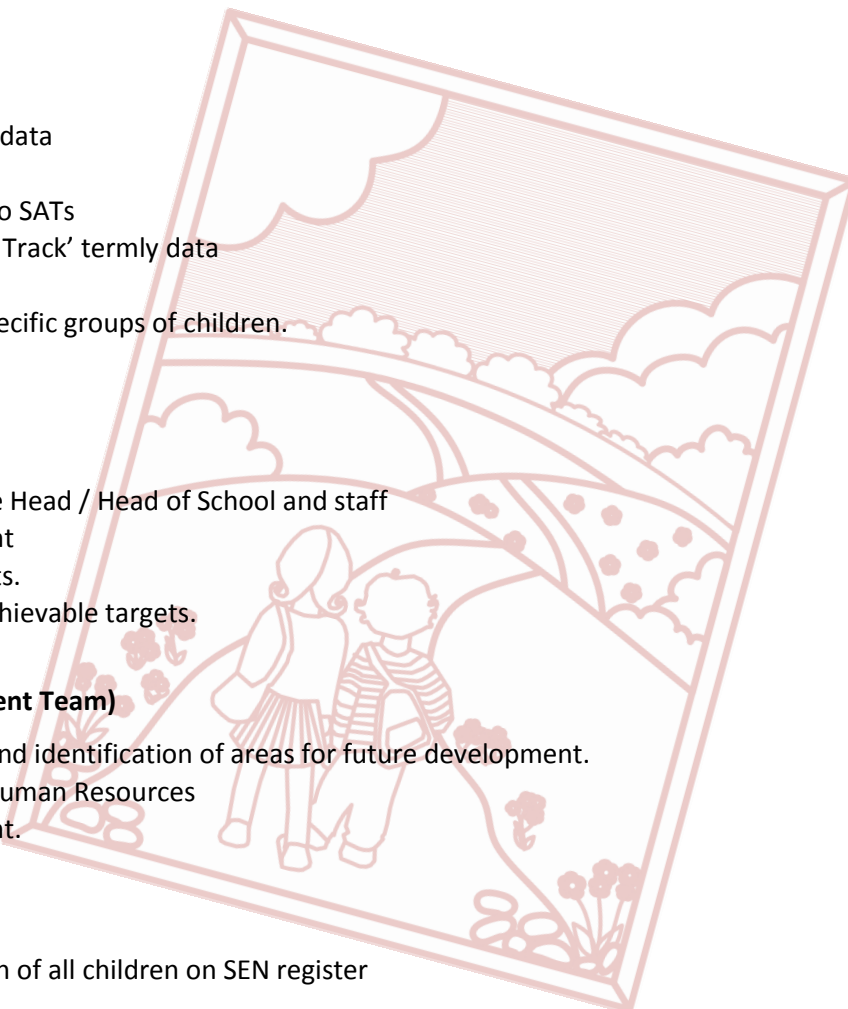 data
o SATs
Track’ termly data
ecific groups of children.
e Head / Head of School and staff
nt
ts.
chievable targets.
ent Team)
nd identification of areas for future development.
uman Resources
nt.
n of all children on SEN register